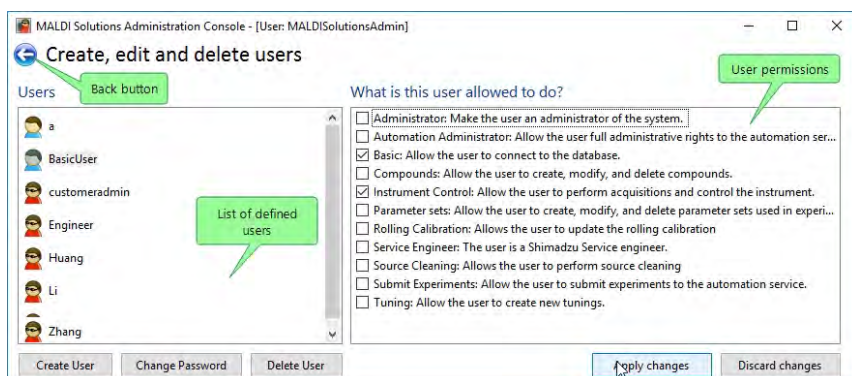 MALDI Solutions Administration Console - [User: MALDISolutionsAdmin]
Create, edit and delete users
Users
Back button
What is this user allowed to do?
User permissions
a
BasicUser
customeradmin
Engineer
Huang
Li
Zhang
List of defined
users
Administrator: Make the user an administrator of the system.
Automation Administrator: Allow the user full administrative rights to the automation ser...
Basic: Allow the user to connect to the database.
Compounds: Allow the user to create, modify, and delete compounds.
Instrument Control: Allow the user to perform acquisitions and control the instrument.
Parameter sets: Allow the user to create, modify, and delete parameter sets used in experi...
Rolling Calibration: Allows the user to update the rolling calibration
Service Engineer: The user is a Shimadzu Service engineer.
Source Cleaning: Allows the user to perform source cleaning
Submit Experiments: Allow the user to submit experiments to the automation service.
Tuning: Allow the user to create new tunings.
Create User
Change Password
Delete User
Apply changes
Discard changes